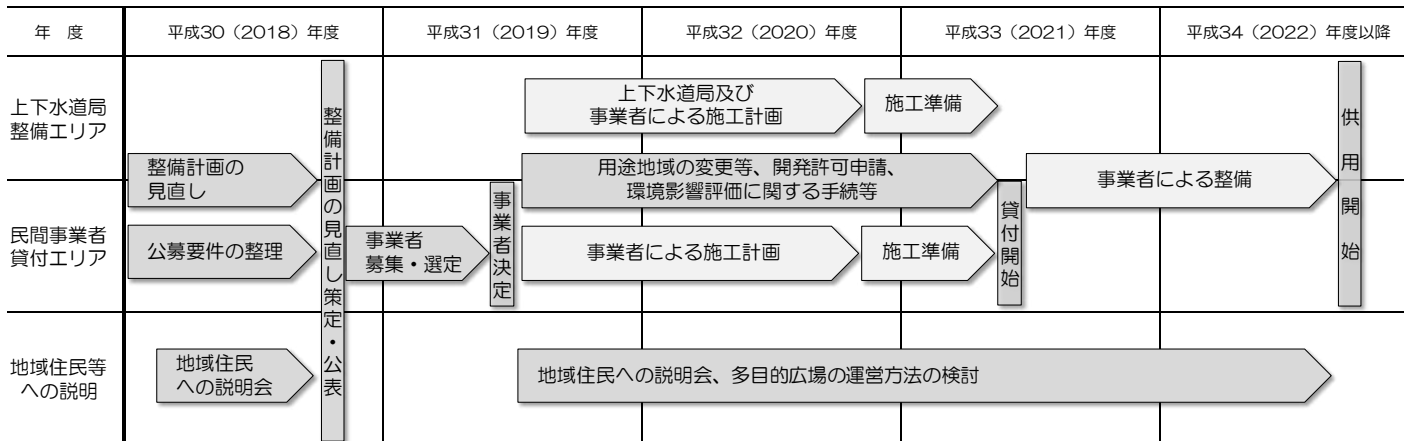 年 度
平成30（2018）年度
平成31（2019）年度
平成32（2020）年度
平成33（2021）年度
平成34（2022）年度以降
上下水道局
整備エリア
上下水道局及び
事業者による施工計画
施工準備
整備計画の
見直し
用途地域の変更等、開発許可申請、
環境影響評価に関する手続等
事業者による整備
民間事業者
貸付エリア
公募要件の整理
整備計画の見直し策定・公表
事業者
募集・選定
事業者決定
事業者による施工計画
施工準備
貸付開始
供用開始
地域住民等
への説明
地域住民
への説明会
地域住民への説明会、多目的広場の運営方法の検討